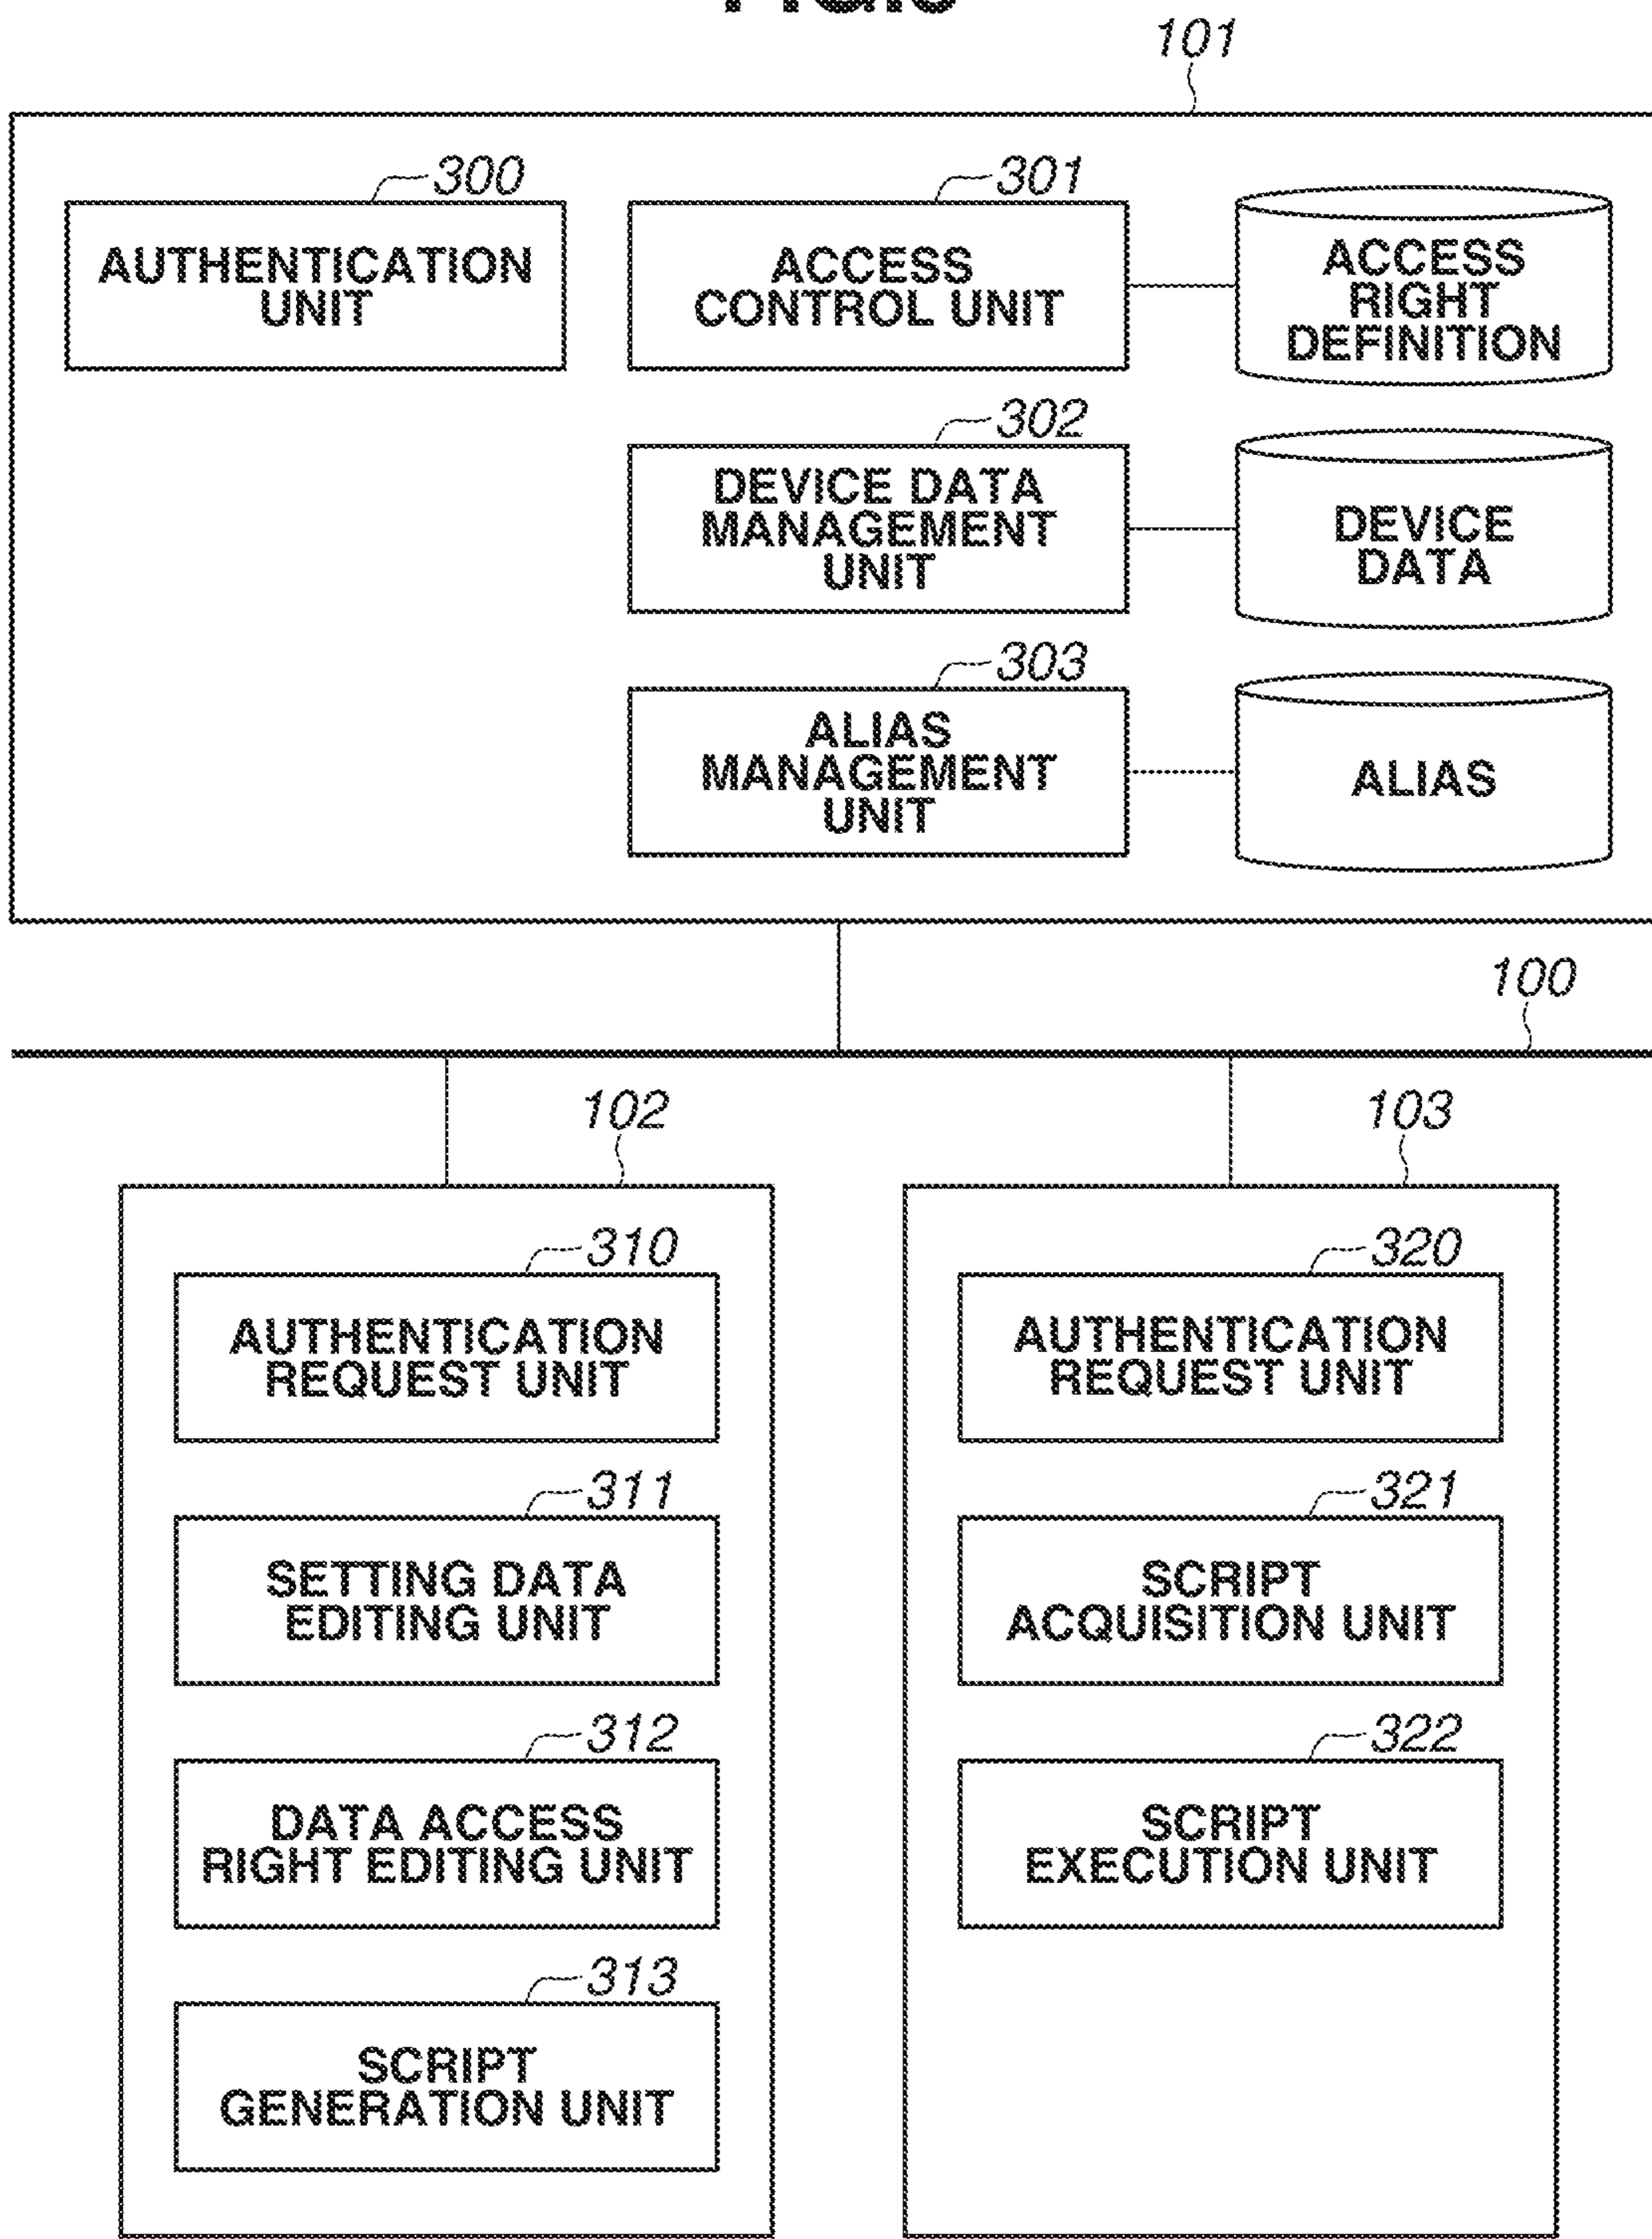 101
300
AUTHENTICATION
UNIT
301
ACCESS
CONTROL UNIT
ACCESS
RIGHT
DEFINITION
302
DEVICE DATA
MANAGEMENT
UNIT
DEVICE
DATA
303
ALIAS
MANAGEMENT
UNIT
ALIAS
100
102
310
AUTHENTICATION
REQUEST UNIT
311
SETTING DATA
EDITING UNIT
312
DATA ACCESS
RIGHT EDITING UNIT
313
SCRIPT
GENERATION UNIT
103
320
AUTHENTICATION
REQUEST UNIT
321
SCRIPT
ACQUISITION UNIT
322
SCRIPT
EXECUTION UNIT